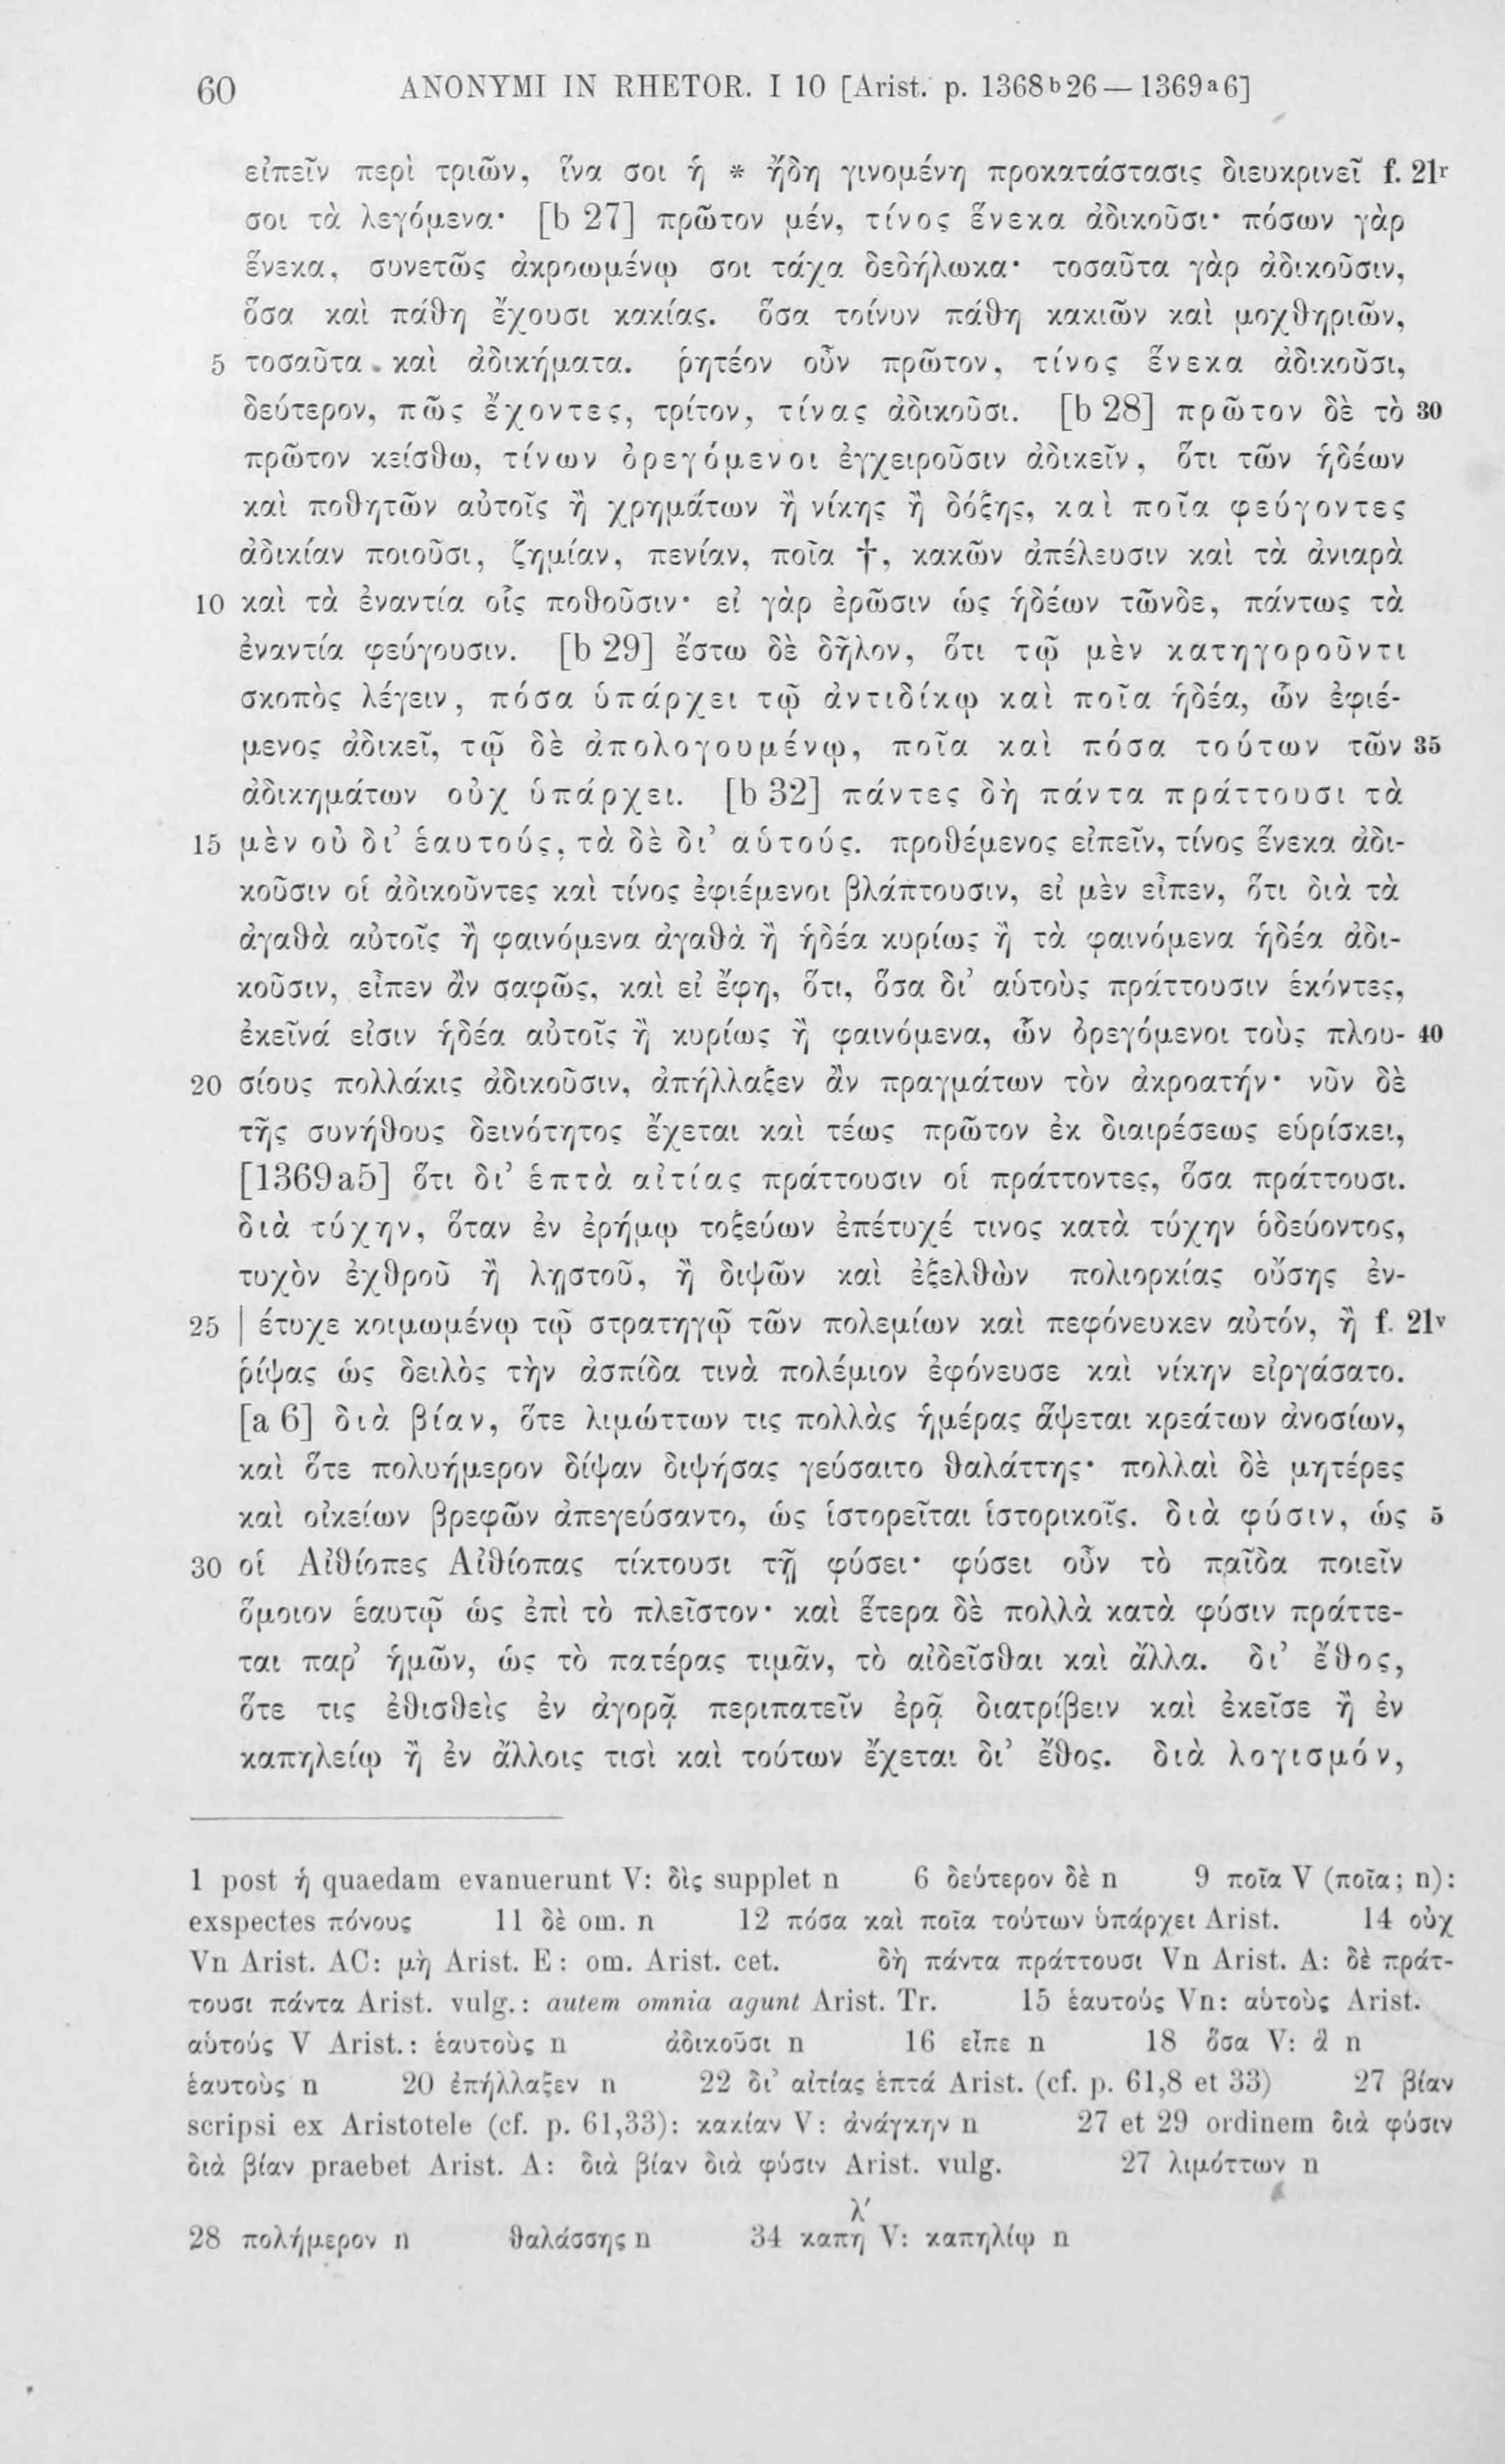 60 ANONYMI IN RHETOR. I 10 [Arist. p. 1368b26 — 1369a6]
εἰπεῖν περὶ τριῶν, ἵνα σοι ἡ * ἤδη γινομένη προκατάστασις διευκρινεῖ f. 21r
σοι τὰ λεγόμενα· [b 27] πρῶτον μέν, τίνος ἕνεκα ἀδικοῦσι· πόσων γὰρ
ἕνεκα, συνετῶς ἀκροωμένῳ σοι τάχα δεδήλωκα· τοσαῦτα γὰρ ἀδικοῦσιν,
ὅσα καὶ πάθη ἔχουσι κακίας. ὅσα τοίνυν πάθη κακιῶν καὶ μοχθηριῶν,
5 τοσαῦτα καὶ ἀδικήματα. ῥητέον οὖν πρῶτον, τίνος ἕνεκα ἀδικοῦσι,
δεύτερον, πῶς ἔχοντες, τρίτον, τίνας ἀδικοῦσι. [b 28] πρῶτον δὲ τὸ 30
πρῶτον κείσθω, τίνων ὀρεγόμενοι ἐγχειροῦσιν ἀδικεῖν, ὅτι τῶν ἡδέων
καὶ ποθητῶν αὐτοῖς ἢ χρημάτων ἢ νίκης ἢ δόξης, καὶ ποῖα φεύγοντες
ἀδικίαν ποιοῦσι, ζημίαν, πενίαν, ποῖα †, κακῶν ἀπέλευσιν καὶ τὰ ἀνιαρὰ
10 καὶ τὰ ἐναντία οἷς ποθοῦσιν· εἰ γὰρ ἐρῶσιν ὡς ἡδέων τῶνδε, πάντως τὰ
ἐναντία φεύγουσιν. [b 29] ἔστω δὲ δῆλον, ὅτι τῷ μὲν κατηγοροῦντι
σκοπὸς λέγειν, πόσα ὑπάρχει τῷ ἀντιδίκῳ καὶ ποῖα ἡδέα, ὧν ἐφιέ-
μενος ἀδικεῖ, τῷ δὲ ἀπολογουμένῳ, ποῖα καὶ πόσα τούτων τῶν 35
ἀδικημάτων οὐχ ὑπάρχει. [b 32] πάντες δὴ πάντα πράττουσι τὰ
15 μὲν οὐ δι’ ἑαυτούς, τὰ δὲ δι’ αὑτούς. προθέμενος εἰπεῖν, τίνος ἕνεκα ἀδι-
κοῦσιν οἱ ἀδικοῦντες καὶ τίνος ἐφιέμενοι βλάπτουσιν, εἰ μὲν εἶπεν, ὅτι διὰ τὰ
ἀγαθὰ αὐτοῖς ἢ φαινόμενα ἀγαθὰ ἢ ἡδέα κυρίως ἢ τὰ φαινόμενα ἡδέα ἀδι-
κοῦσιν, εἶπεν ἂν σαφῶς, καὶ εἰ ἔφη, ὅτι, ὅσα δι’ αὑτοὺς πράττουσιν ἑκόντες,
ἐκεῖνά εἰσιν ἡδέα αὐτοῖς ἢ κυρίως ἢ φαινόμενα, ὧν ὀρεγόμενοι τοὺς πλου- 40
20 σίους πολλάκις ἀδικοῦσιν, ἀπήλλαξεν ἂν πραγμάτων τὸν ἀκροατήν· νῦν δὲ
τῆς συνήθους δεινότητος ἔχεται καὶ τέως πρῶτον ἐκ διαιρέσεως εὑρίσκει,
[1369a5] ὅτι δι’ ἑπτὰ αἰτίας πράττουσιν οἱ πράττοντες, ὅσα πράττουσι.
διὰ τύχην, ὅταν ἐν ἐρήμῳ τοξεύων ἐπέτυχέ τινος κατὰ τύχην ὁδεύοντος,
τυχὸν ἐχθροῦ ἢ λῃστοῦ, ἢ διψῶν καὶ ἐξελθὼν πολιορκίας οὔσης ἐν-
25 | έτυχε κοιμωμένῳ τῷ στρατηγῷ τῶν πολεμίων καὶ πεφόνευκεν αὐτόν, ἢ f. 21v
ῥίψας ὡς δειλὸς τὴν ἀσπίδα τινὰ πολέμιον ἐφόνευσε καὶ νίκην εἰργάσατο.
[a 6] διὰ βίαν, ὅτε λιμώττων τις πολλὰς ἡμέρας ἅψεται κρεάτων ἀνοσίων,
καὶ ὅτε πολυήμερον δίψαν διψήσας γεύσαιτο θαλάττης· πολλαὶ δὲ μητέρες
καὶ οἰκείων βρεφῶν ἀπεγεύσαντο, ὡς ἱστορεῖται ἱστορικοῖς. διὰ φύσιν, ὡς 5
30 οἱ Αἰθίοπες Αἰθίοπας τίκτουσι τῇ φύσει· φύσει οὖν τὸ παῖδα ποιεῖν
ὅμοιον ἑαυτῷ ὡς ἐπὶ τὸ πλεῖστον· καὶ ἕτερα δὲ πολλὰ κατὰ φύσιν πράττε-
ται παρ’ ἡμῶν, ὡς τὸ πατέρας τιμᾶν, τὸ αἰδεῖσθαι καὶ ἄλλα. δι’ ἔθος,
ὅτε τις ἐθισθεὶς ἐν ἀγορᾷ περιπατεῖν ἐρᾷ διατρίβειν καὶ ἐκεῖσε ἢ ἐν
καπηλείῳ ἢ ἐν ἄλλοις τισὶ καὶ τούτων ἔχεται δι’ ἔθος. διὰ λογισμόν,
1 post ἡ quaedam evanuerunt V: δὶς supplet n 6 δεύτερον δὲ n 9 ποῖα V (ποῖα; n):
exspectes πόνους 11 δὲ om. n 12 πόσα καὶ ποῖα τούτων ὑπάρχει Arist. 14 οὐχ
Vn Arist. AC: μὴ Arist. E: om. Arist. cet. δὴ πάντα πράττουσι Vn Arist. A: δὲ πράτ-
τουσι πάντα Arist. vulg.: autem omnia agunt Arist. Tr. 15 ἑαυτούς Vn: αὑτοὺς Arist.
αὑτούς V Arist.: ἑαυτοὺς n ἀδικοῦσι n 16 εἶπε n 18 ὅσα V: ἃ n
ἑαυτοὺς n 20 ἐπήλλαξεν n 22 δι’ αἰτίας ἑπτά Arist. (cf. p. 61,8 et 33) 27 βίαν
scripsi ex Aristotele (cf. p. 61,33): κακίαν V: ἀνάγκην n 27 et 29 ordinem διὰ φύσιν
διὰ βίαν praebet Arist. A: διὰ βίαν διὰ φύσιν Arist. vulg. 27 λιμόττων n
28 πολήμερον n θαλάσσης n 34 καπηλ́ V: καπηλίῳ n